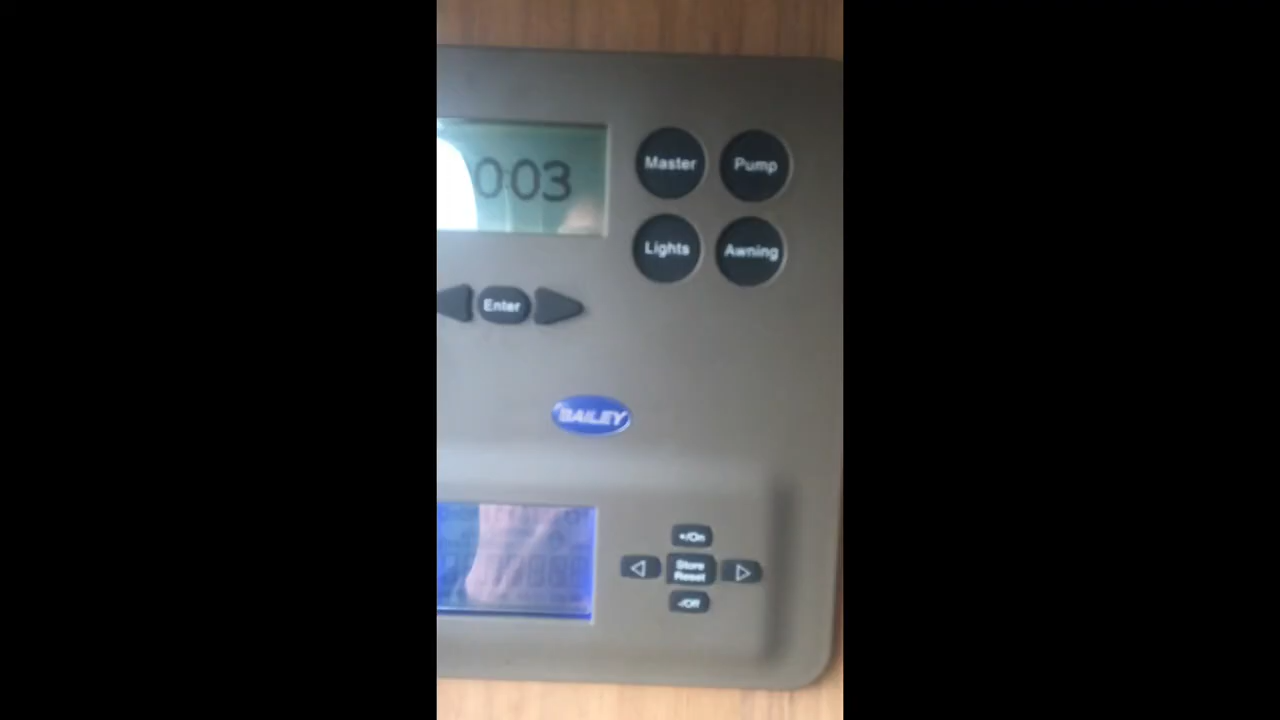 0:03
Master
Pump
Lights
Awning
Enter
BAILEY
+/On
Store
Reset
-/Off